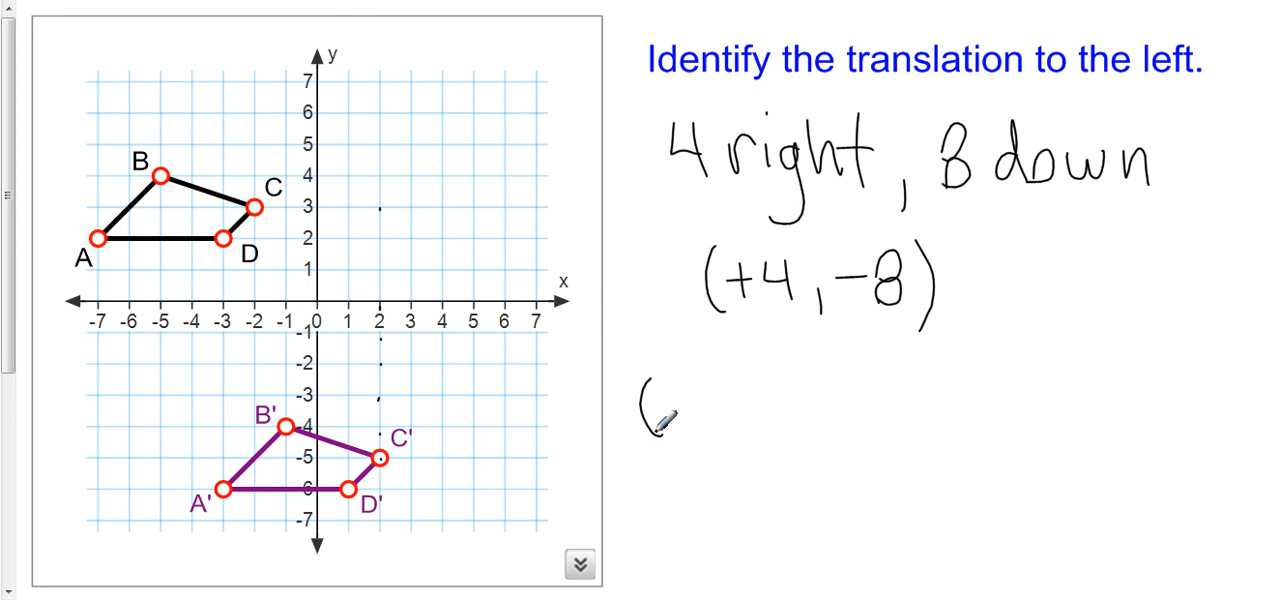 Identify the translation to the left.
4 right, 8 down
(+4, -8)
(
y
7
6
5
4
3
2
1
x
-7 -6 -5 -4 -3 -2 -1 0 1 2 3 4 5 6 7
-1
-2
-3
-4
-5
-6
-7
B
C
A
D
B'
C'
A'
D'